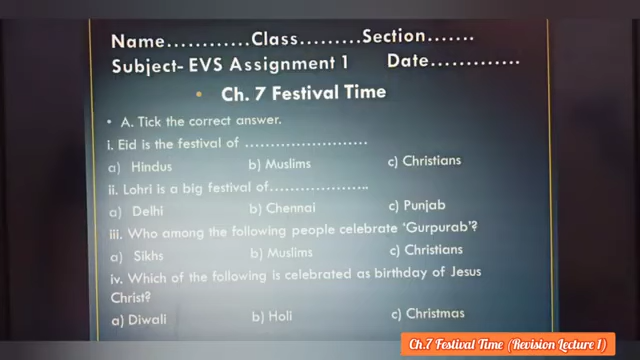 Name............Class.........Section.......
Subject- EVS Assignment 1 Date.............
• Ch. 7 Festival Time
• A. Tick the correct answer.
i. Eid is the festival of ........................
a) Hindus b) Muslims c) Christians
ii. Lohri is a big festival of...................
a) Delhi b) Chennai c) Punjab
iii. Who among the following people celebrate ‘Gurpurab’?
a) Sikhs b) Muslims c) Christians
iv. Which of the following is celebrated as birthday of Jesus
Christ?
a) Diwali b) Holi c) Christmas
Ch.7 Festival Time (Revision Lecture 1)